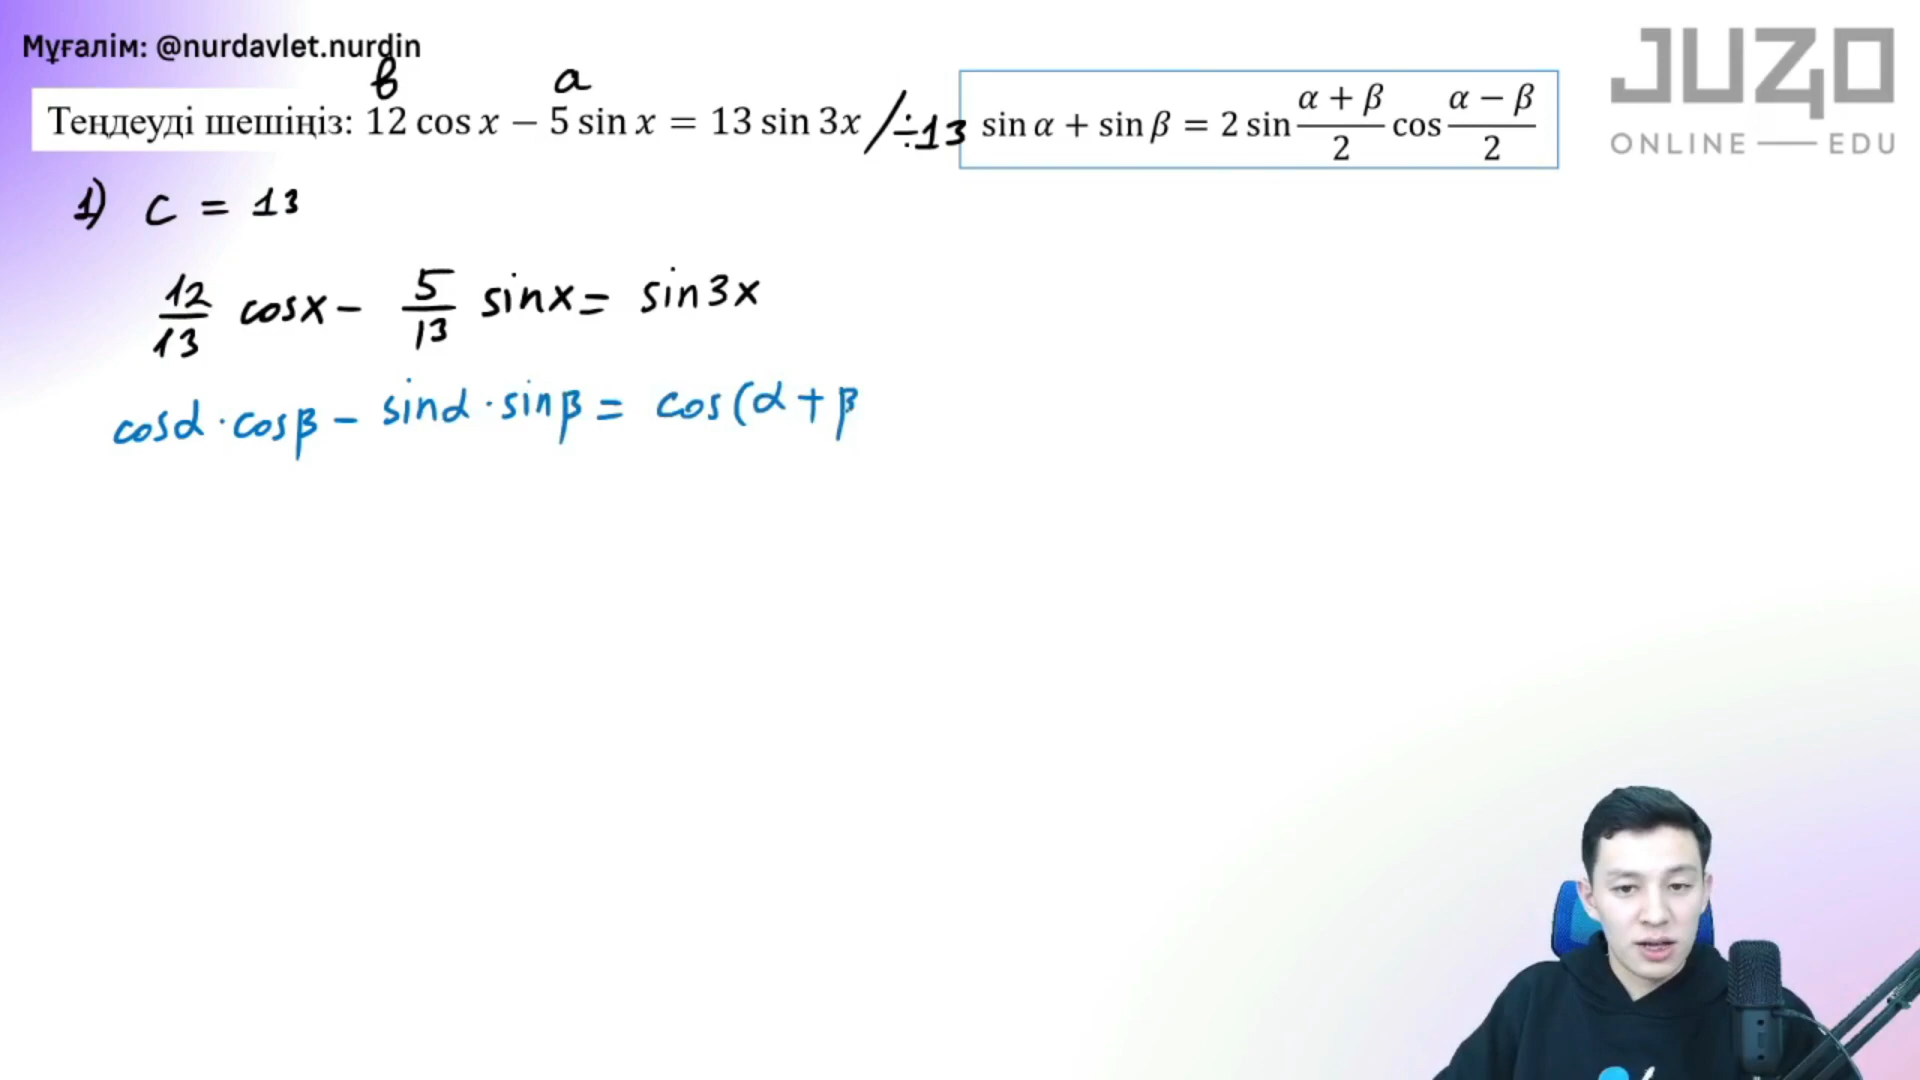 Мұғалім: @nurdavlet.nurdin
JUZ40
ONLINE — EDU
в a
Теңдеуді шешіңіз: 12 cos x − 5 sin x = 13 sin 3x /÷13
sin α + sin β = 2 sin (α + β)/2 cos (α − β)/2
1) c = 13
12/13 cosx − 5/13 sinx = sin3x
cosα · cosβ − sinα · sinβ = cos(α + β